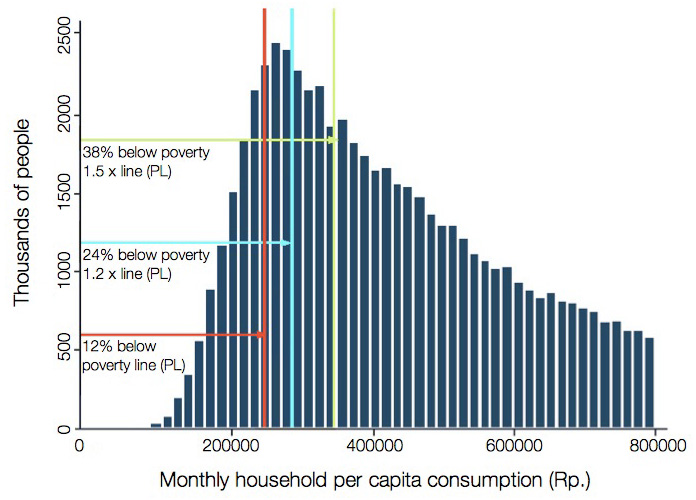 2500
2000
1500
1000
500
0
Thousands of people
38% below poverty
1.5 x line (PL)
24% below poverty
1.2 x line (PL)
12% below
poverty line (PL)
0 200000 400000 600000 800000
Monthly household per capita consumption (Rp.)